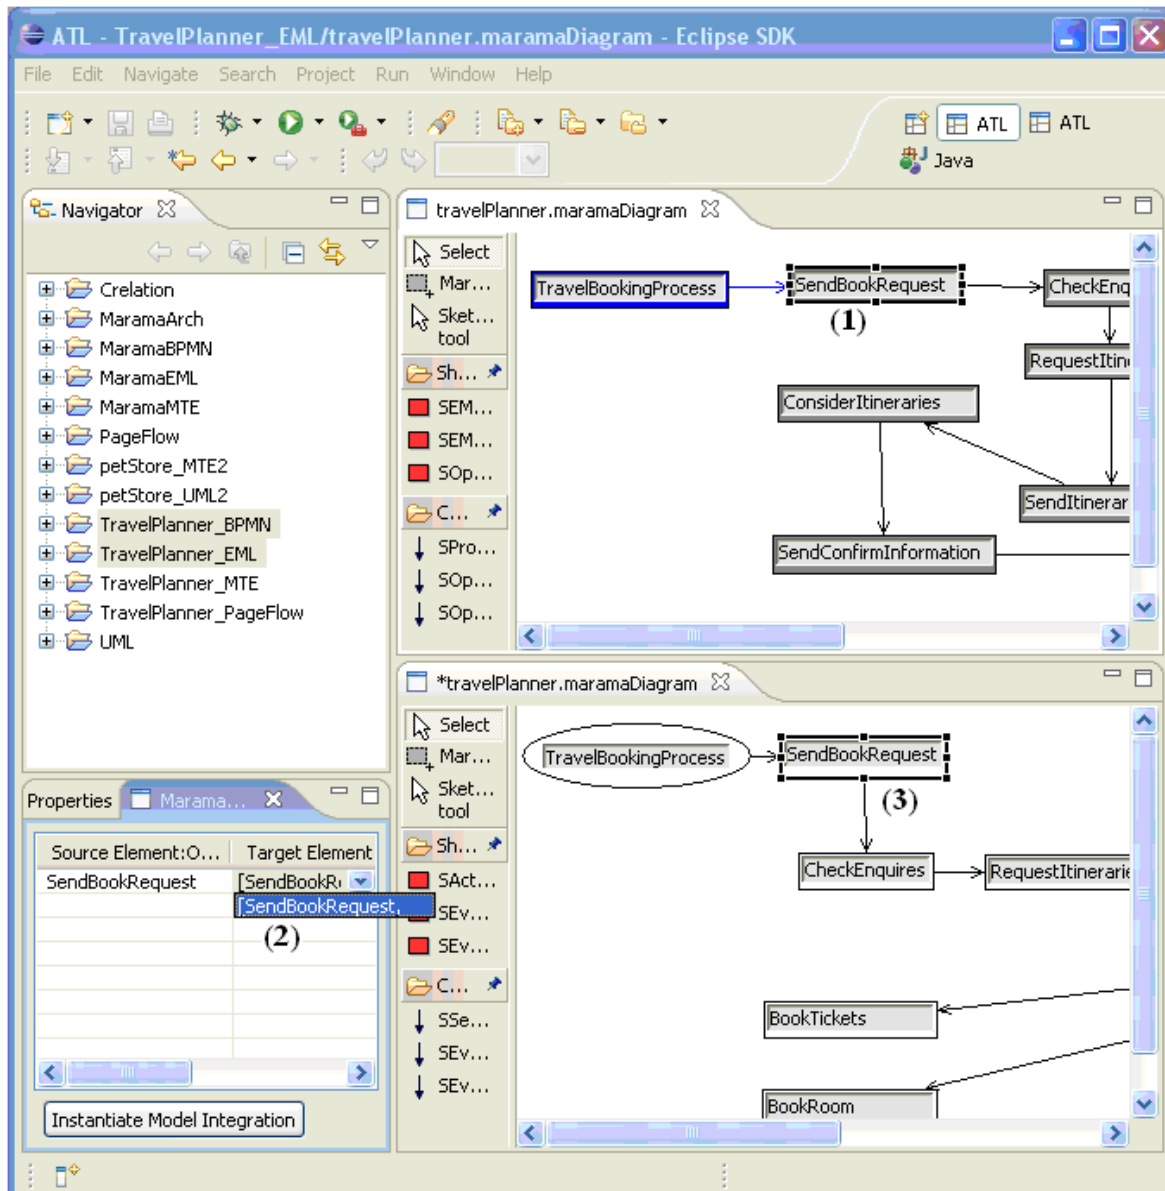 ATL - TravelPlanner_EML/travelPlanner.maramaDiagram - Eclipse SDK
File Edit Navigate Search Project Run Window Help
ATL ATL
Java
Navigator
Crelation
MaramaArch
MaramaBPMN
MaramaEML
MaramaMTE
PageFlow
petStore_MTE2
petStore_UML2
TravelPlanner_BPMN
TravelPlanner_EML
TravelPlanner_MTE
TravelPlanner_PageFlow
UML
travelPlanner.maramaDiagram
Select
Mar...
Sket...
tool
Sh...
SEM...
SEM...
SOp...
C...
SPro...
SOp...
SOp...
TravelBookingProcess
SendBookRequest
CheckEnq
(1)
RequestItin
ConsiderItineraries
SendItinerar
SendConfirmInformation
*travelPlanner.maramaDiagram
Select
Mar...
Sket...
tool
Sh...
SAct...
SEv...
SEv...
C...
SSe...
SEv...
SEv...
TravelBookingProcess
SendBookRequest
(3)
CheckEnquires
RequestItinerarie
BookTickets
BookRoom
Properties Marama...
Source Element:O... Target Element
SendBookRequest [SendBookR
[SendBookRequest,
(2)
Instantiate Model Integration